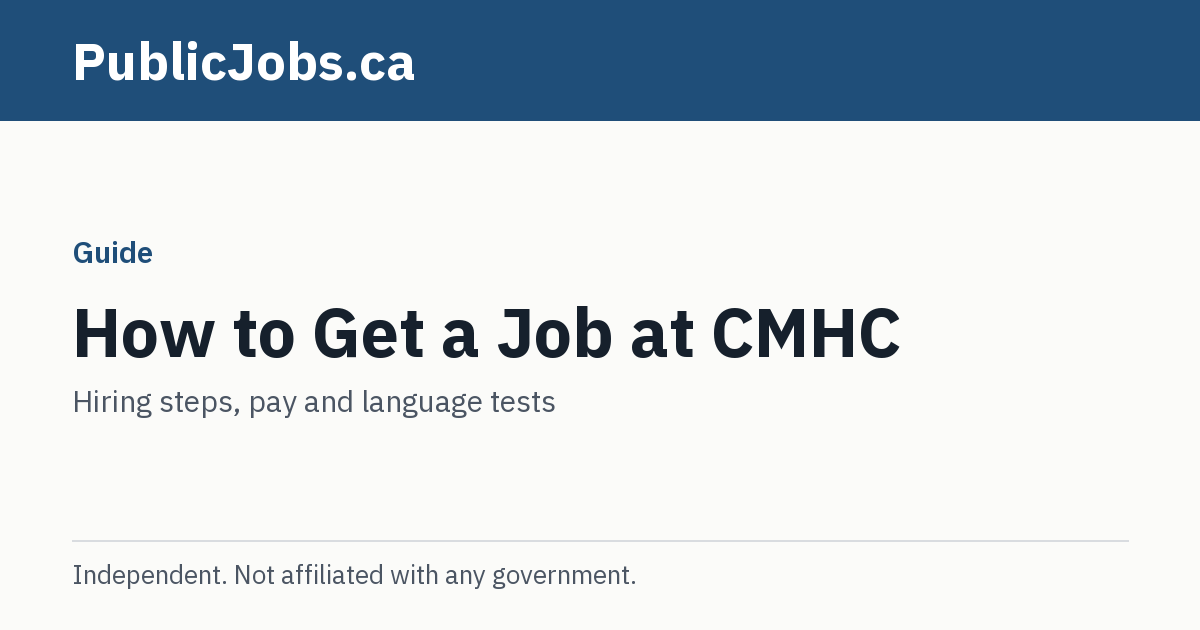 PublicJobs.ca
Guide
How to Get a Job at CMHC
Hiring steps, pay and language tests
Independent. Not affiliated with any government.